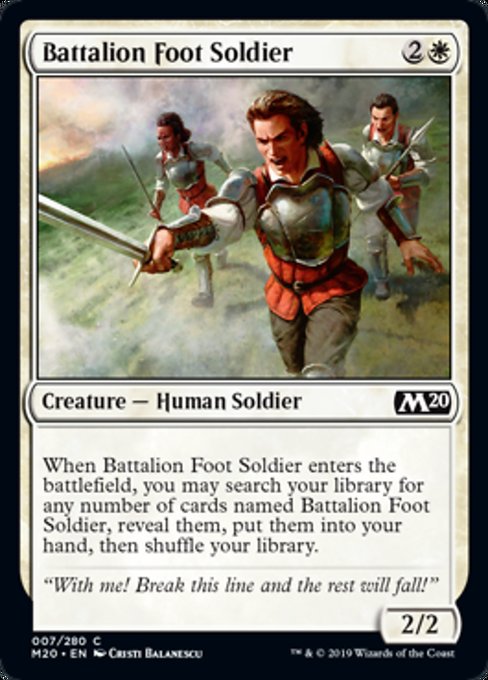 Battalion Foot Soldier 2
Creature — Human Soldier M20
When Battalion Foot Soldier enters the
battlefield, you may search your library for
any number of cards named Battalion Foot
Soldier, reveal them, put them into your
hand, then shuffle your library.
“With me! Break this line and the rest will fall!”
2/2
007/280 C
M20 • EN Cristi Balanescu
™ & © 2019 Wizards of the Coast